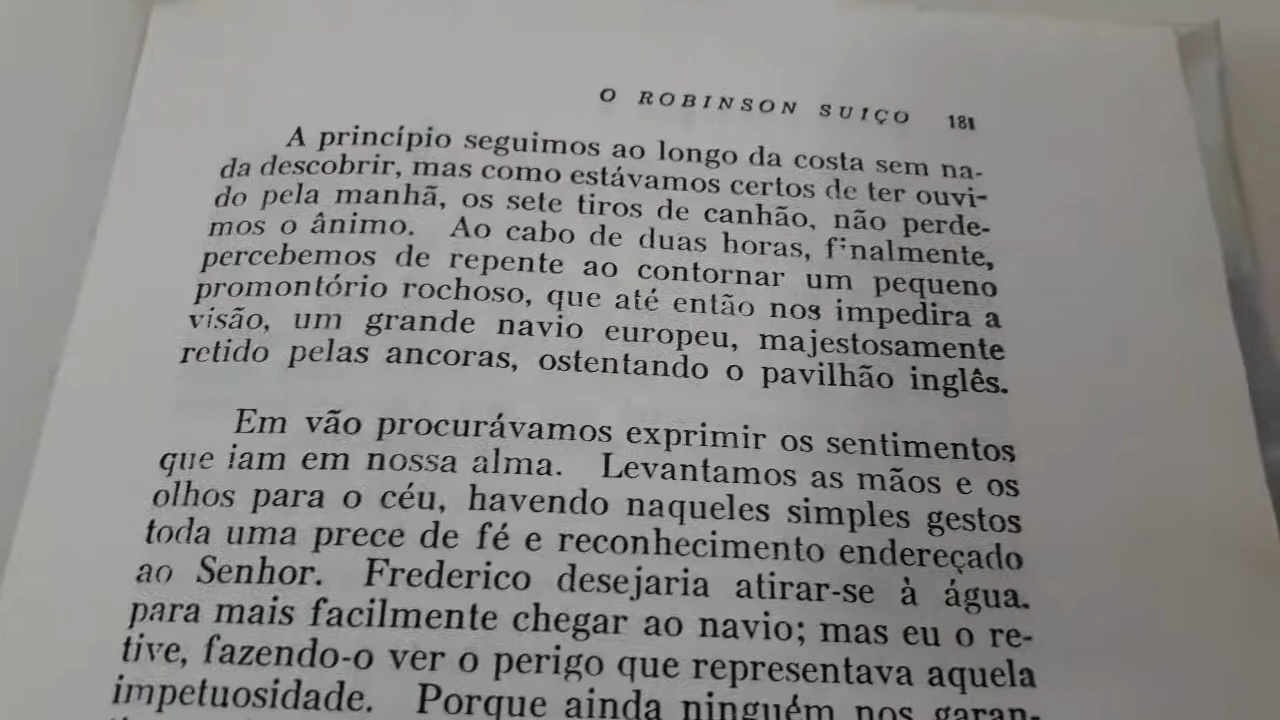 O ROBINSON SUIÇO 181
A princípio seguimos ao longo da costa sem na-
da descobrir, mas como estávamos certos de ter ouvi-
do pela manhã, os sete tiros de canhão, não perde-
mos o ânimo. Ao cabo de duas horas, finalmente,
percebemos de repente ao contornar um pequeno
promontório rochoso, que até então nos impedira a
visão, um grande navio europeu, majestosamente
retido pelas ancoras, ostentando o pavilhão inglês.
Em vão procurávamos exprimir os sentimentos
que iam em nossa alma. Levantamos as mãos e os
olhos para o céu, havendo naqueles simples gestos
toda uma prece de fé e reconhecimento endereçado
ao Senhor. Frederico desejaria atirar-se à água.
para mais facilmente chegar ao navio; mas eu o re-
tive, fazendo-o ver o perigo que representava aquela
impetuosidade. Porque ainda ninguém nos garan-